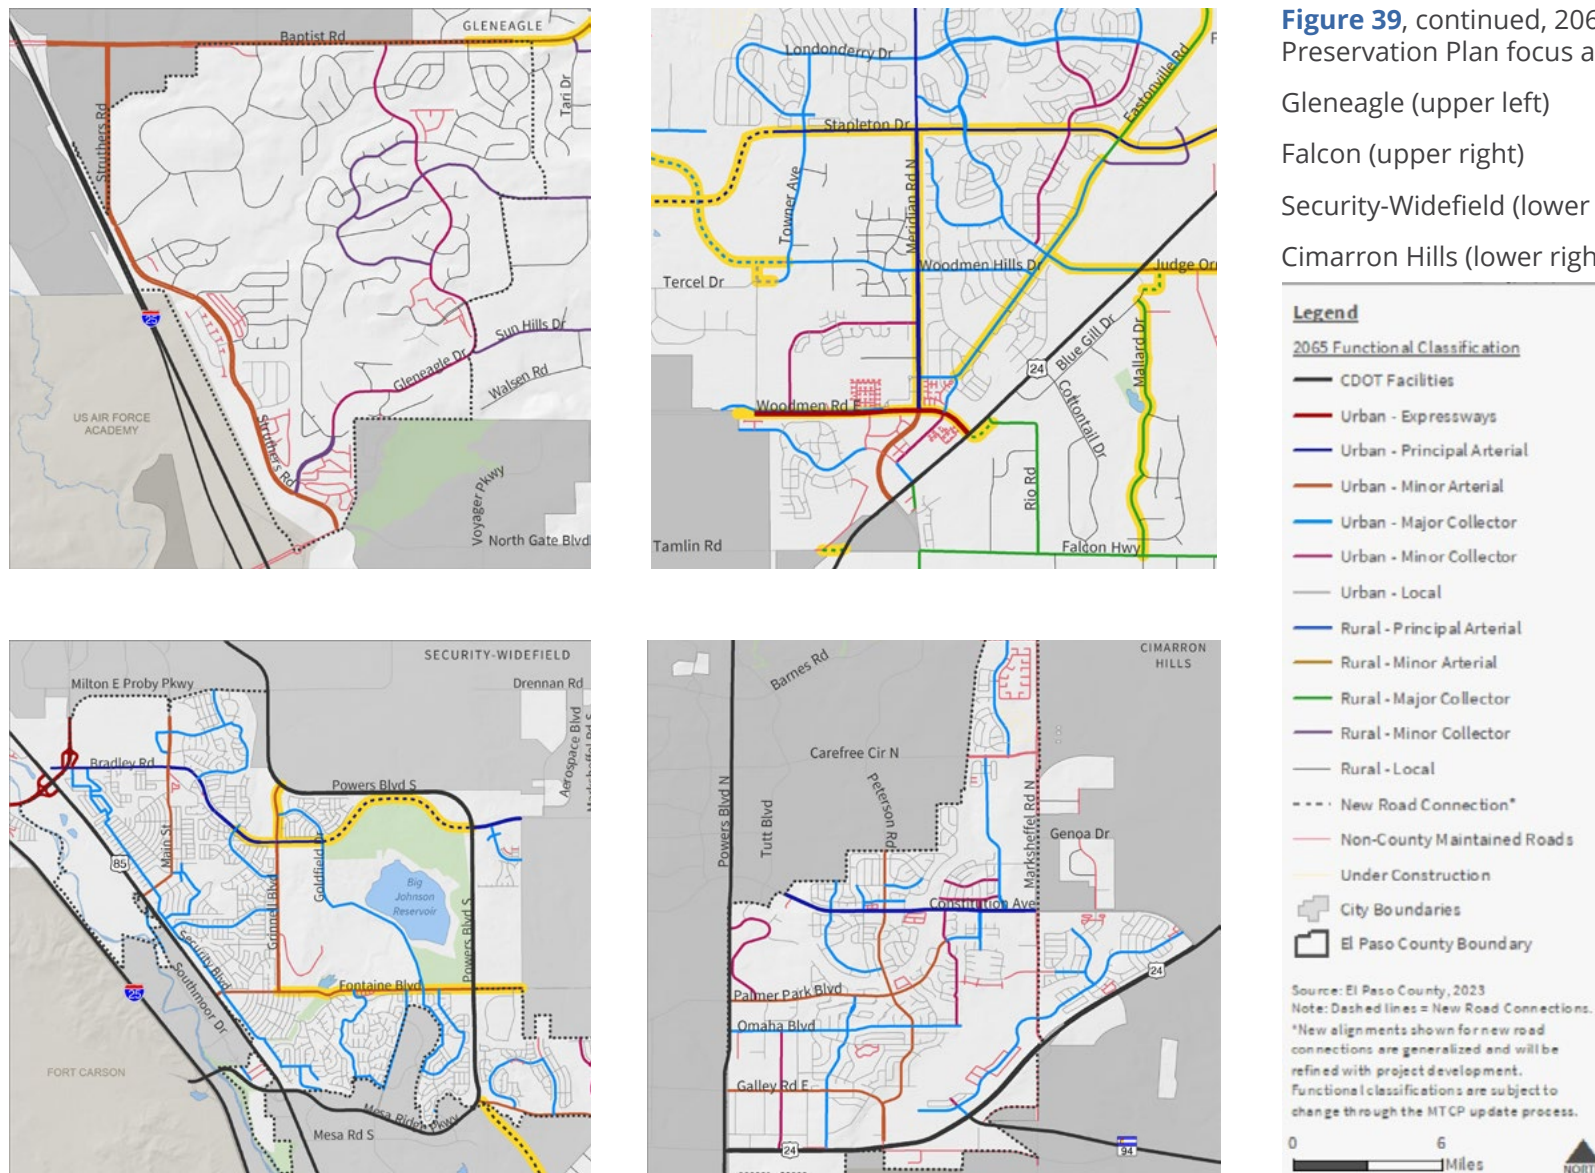 GLENEAGLE
Baptist Rd
Tari Dr
Struthers Rd
25
US AIR FORCE
ACADEMY
Sun Hills Dr
Gleneagle Dr
Walsen Rd
Struthers Rd
Voyager Pkwy
North Gate Blvd
Londonderry Dr
Eastonville Rd
F
Stapleton Dr
Towner Ave
Meridian Rd N
Woodmen Hills Dr
Judge Or
Tercel Dr
Blue Gill Dr
Mallard Dr
24
Cottontail Dr
Woodmen Rd E
Rio Rd
Tamlin Rd
Falcon Hwy
Figure 39, continued, 206
Preservation Plan focus a
Gleneagle (upper left)
Falcon (upper right)
Security-Widefield (lower
Cimarron Hills (lower righ
SECURITY-WIDEFIELD
Milton E Proby Pkwy
Drennan Rd
Aerospace Blvd
Marksheffel Rd S
Bradley Rd
Powers Blvd S
Main St
85
Goldfield Dr
Big
Johnson
Reservoir
Grinnell Blvd
Powers Blvd S
Security Blvd
Fontaine Blvd
Southmoor Dr
25
FORT CARSON
Mesa Ridge Pkwy
Mesa Rd S
CIMARRON
HILLS
Barnes Rd
Carefree Cir N
Powers Blvd N
Tutt Blvd
Peterson Rd
Marksheffel Rd N
Genoa Dr
Constitution Ave
24
Palmer Park Blvd
Omaha Blvd
Galley Rd E
24
94
Legend
2065 Functional Classification
CDOT Facilities
Urban - Expressways
Urban - Principal Arterial
Urban - Minor Arterial
Urban - Major Collector
Urban - Minor Collector
Urban - Local
Rural - Principal Arterial
Rural - Minor Arterial
Rural - Major Collector
Rural - Minor Collector
Rural - Local
New Road Connection*
Non-County Maintained Roads
Under Construction
City Boundaries
El Paso County Boundary
Source: El Paso County, 2023
Note: Dashed lines = New Road Connections.
*New alignments shown for new road
connections are generalized and will be
refined with project development.
Functional classifications are subject to
change through the MTCP update process.
0 6
Miles
NORTH